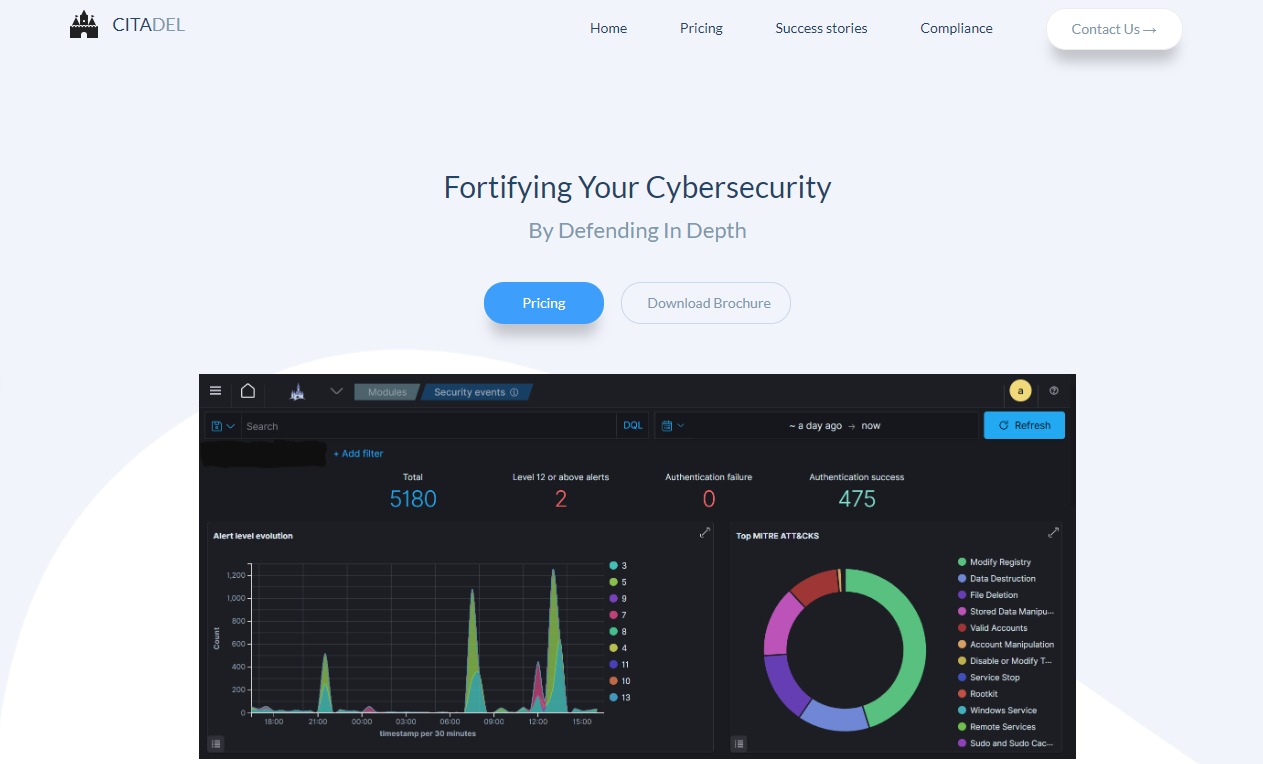 CITADEL
Home Pricing Success stories Compliance Contact Us →
Fortifying Your Cybersecurity
By Defending In Depth
Pricing Download Brochure
Modules Security events
Search DQL ~ a day ago → now Refresh
a
+ Add filter
Total Level 12 or above alerts Authentication failure Authentication success
5180 2 0 475
Alert level evolution
1,200
1,000
800
600
400
200
0
Count
18:00 21:00 00:00 03:00 06:00 09:00 12:00 15:00
timestamp per 30 minutes
3
5
9
7
8
4
11
10
13
Top MITRE ATT&CKS
Modify Registry
Data Destruction
File Deletion
Stored Data Manipu...
Valid Accounts
Account Manipulation
Disable or Modify T...
Service Stop
Rootkit
Windows Service
Remote Services
Sudo and Sudo Cac...